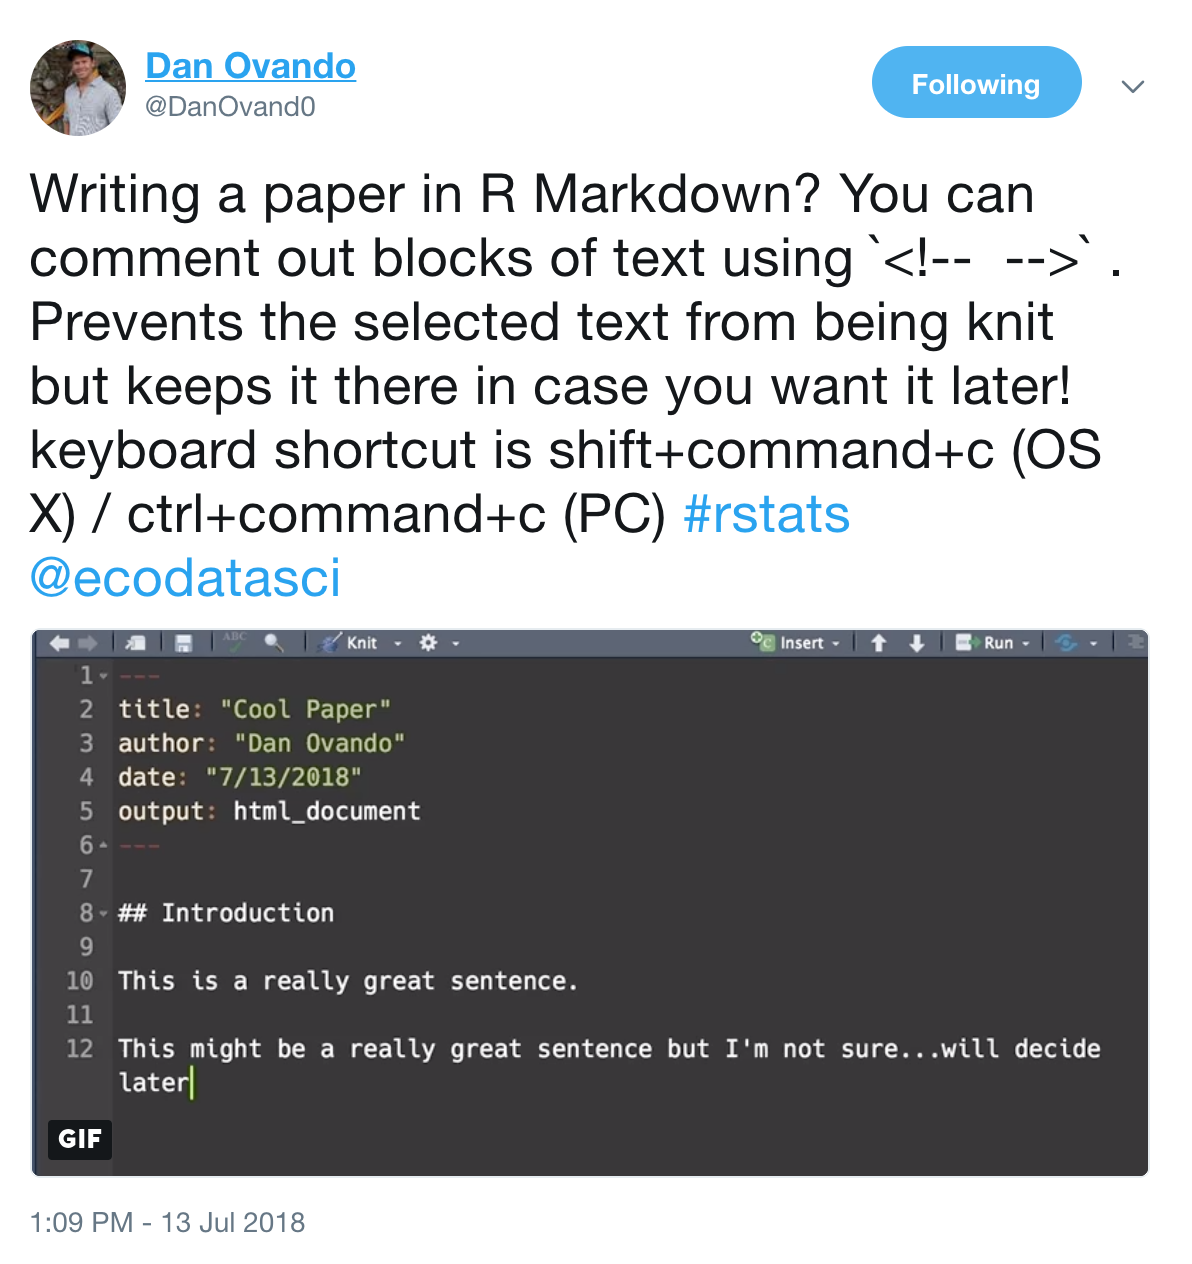 Dan Ovando
@DanOvand0
Following
Writing a paper in R Markdown? You can
comment out blocks of text using `<!--  -->` .
Prevents the selected text from being knit
but keeps it there in case you want it later!
keyboard shortcut is shift+command+c (OS
X) / ctrl+command+c (PC) #rstats
@ecodatasci
ABC Knit Insert Run
1 ---
2 title: "Cool Paper"
3 author: "Dan Ovando"
4 date: "7/13/2018"
5 output: html_document
6 ---
7
8 ## Introduction
9
10 This is a really great sentence.
11
12 This might be a really great sentence but I'm not sure...will decide
later
GIF
1:09 PM - 13 Jul 2018